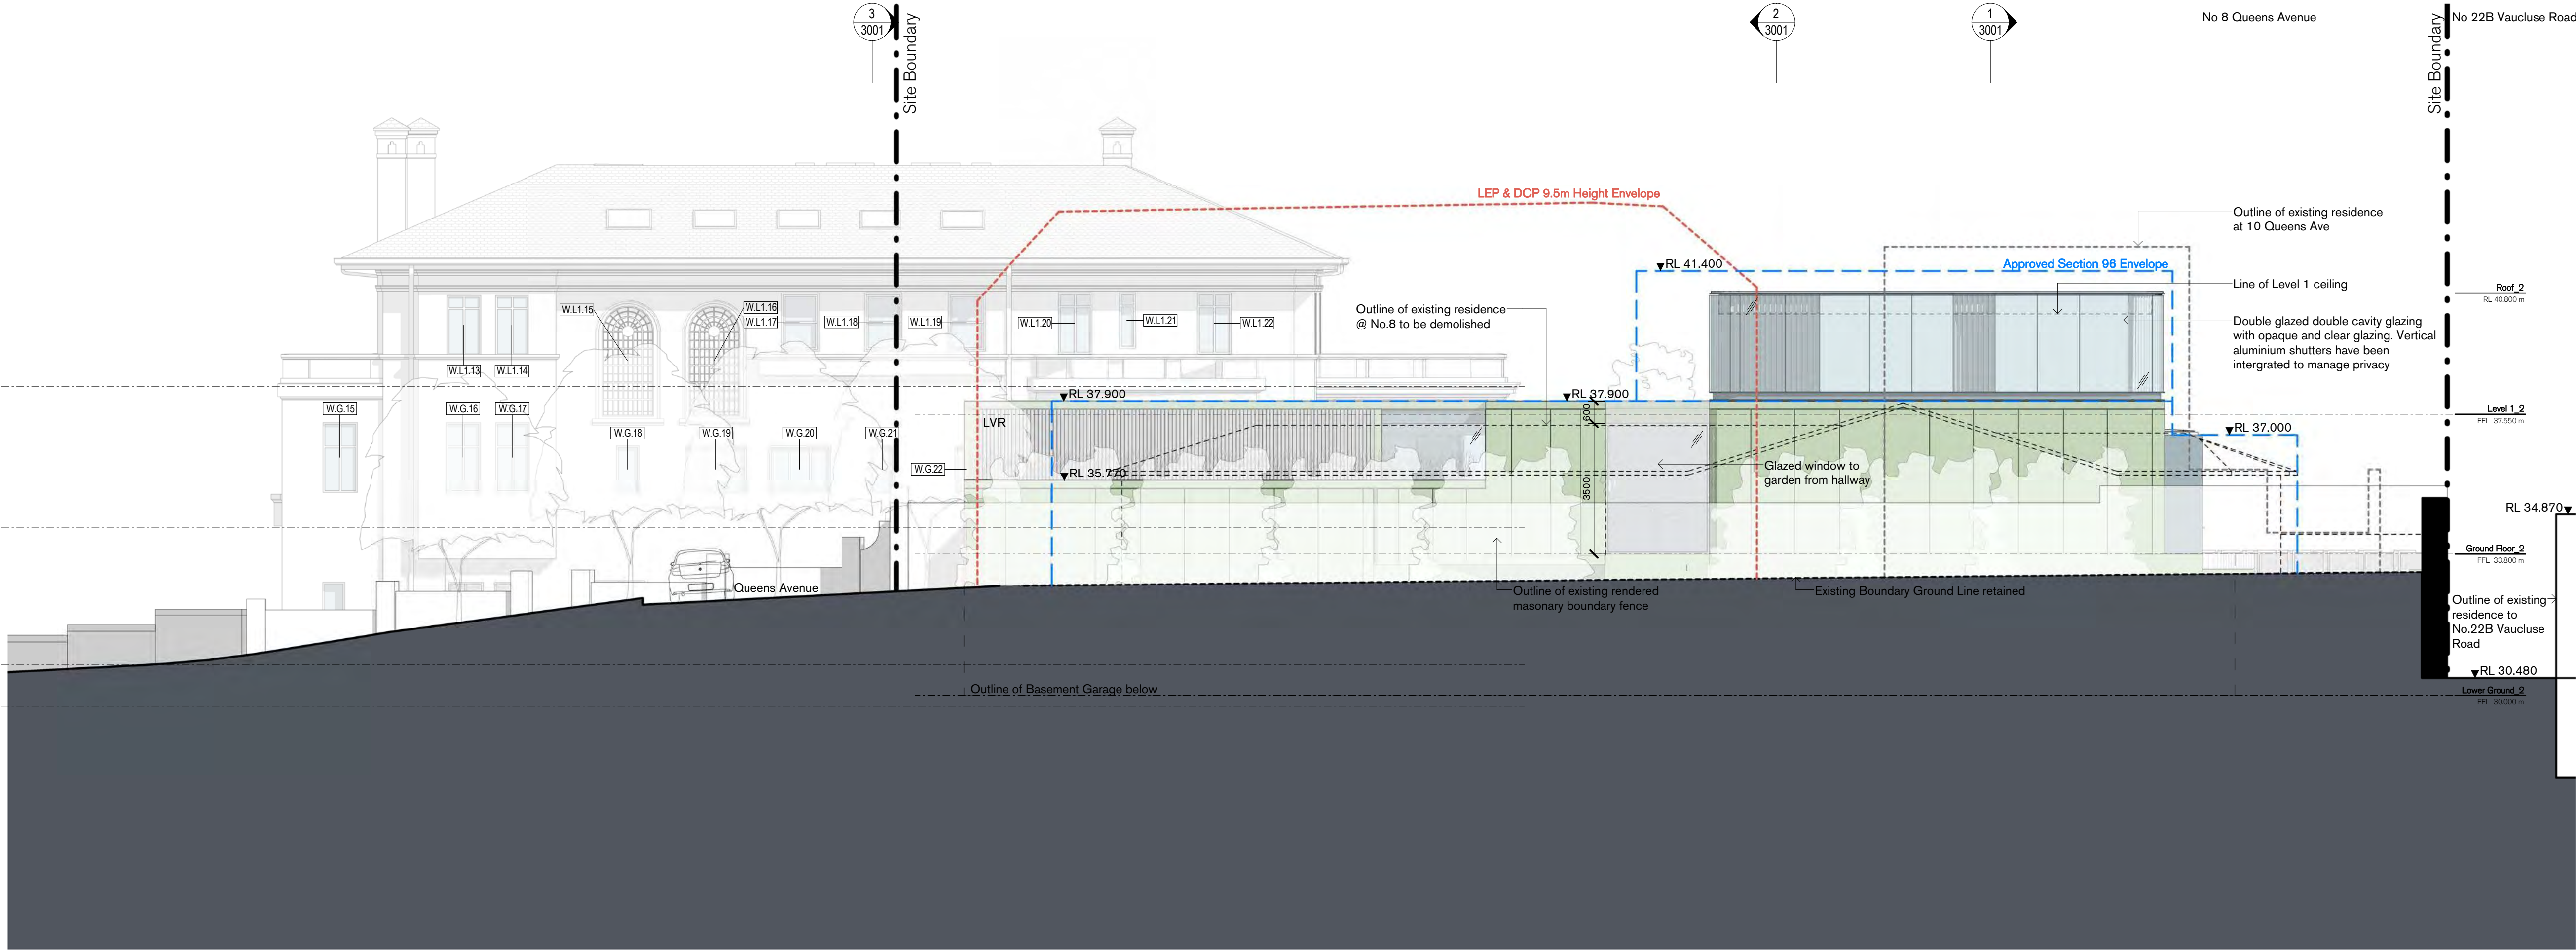 3
3001
Site Boundary
2
3001
1
3001
No 8 Queens Avenue
Site Boundary
No 22B Vaucluse Road
LEP & DCP 9.5m Height Envelope
Outline of existing residence
at 10 Queens Ave
RL 41.400
Approved Section 96 Envelope
Line of Level 1 ceiling
Roof_2
RL 40.800 m
Outline of existing residence
@ No.8 to be demolished
Double glazed double cavity glazing
with opaque and clear glazing. Vertical
aluminium shutters have been
intergrated to manage privacy
W.L1.15
W.L1.16
W.L1.17
W.L1.18
W.L1.19
W.L1.20
W.L1.21
W.L1.22
W.L1.13
W.L1.14
RL 37.900
RL 37.900
600
Level 1_2
FFL 37.550 m
W.G.15
W.G.16
W.G.17
W.G.18
W.G.19
W.G.20
W.G.21
LVR
RL 37.000
W.G.22
RL 35.770
3500
Glazed window to
garden from hallway
RL 34.870
Ground Floor_2
FFL 33.800 m
Queens Avenue
Outline of existing rendered
masonary boundary fence
Existing Boundary Ground Line retained
Outline of existing
residence to
No.22B Vaucluse
Road
RL 30.480
Outline of Basement Garage below
Lower Ground_2
FFL 30.000 m